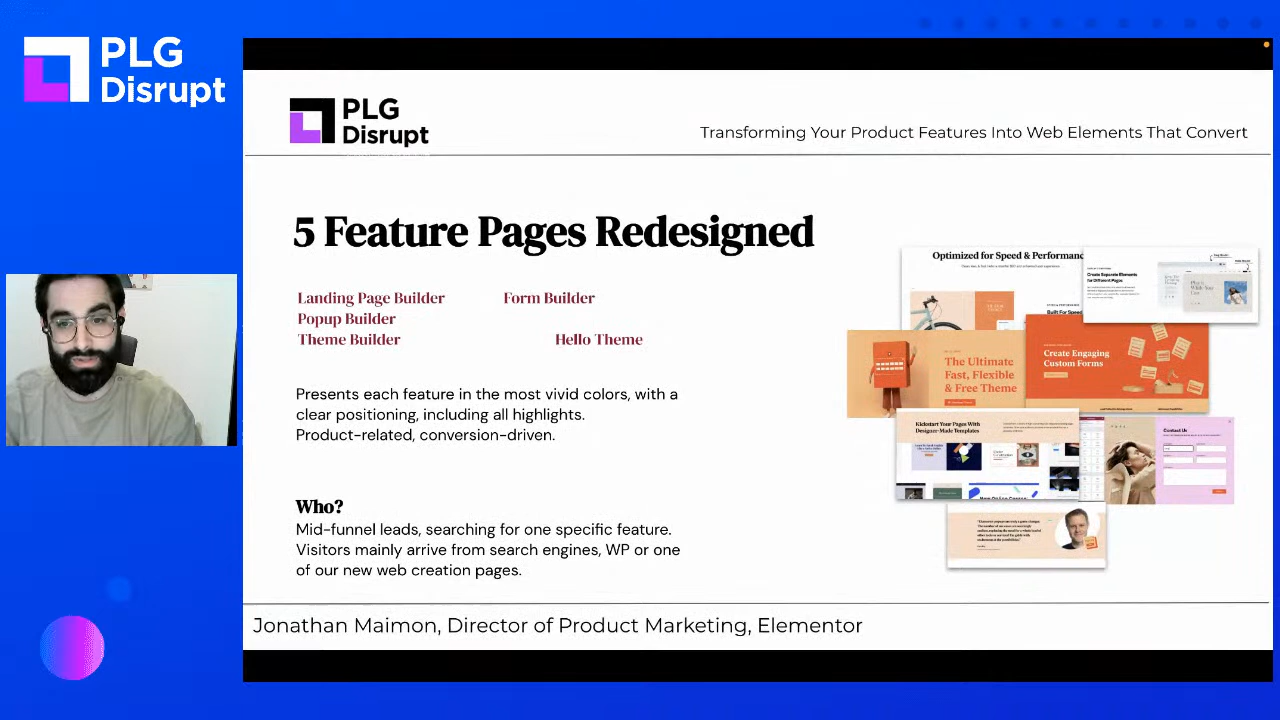 PLG
Disrupt
PLG
Disrupt
Transforming Your Product Features Into Web Elements That Convert
5 Feature Pages Redesigned
Landing Page Builder
Form Builder
Popup Builder
Theme Builder
Hello Theme
Presents each feature in the most vivid colors, with a
clear positioning, including all highlights.
Product-related, conversion-driven.
Who?
Mid-funnel leads, searching for one specific feature.
Visitors mainly arrive from search engines, WP or one
of our new web creation pages.
Optimized for Speed & Performanc
Create Separate Elements
for Different Pages
Built For Speed
The Ultimate
Fast, Flexible
& Free Theme
Create Engaging
Custom Forms
Kickstart Your Pages With
Designer-Made Templates
Contact Us
Jonathan Maimon, Director of Product Marketing, Elementor